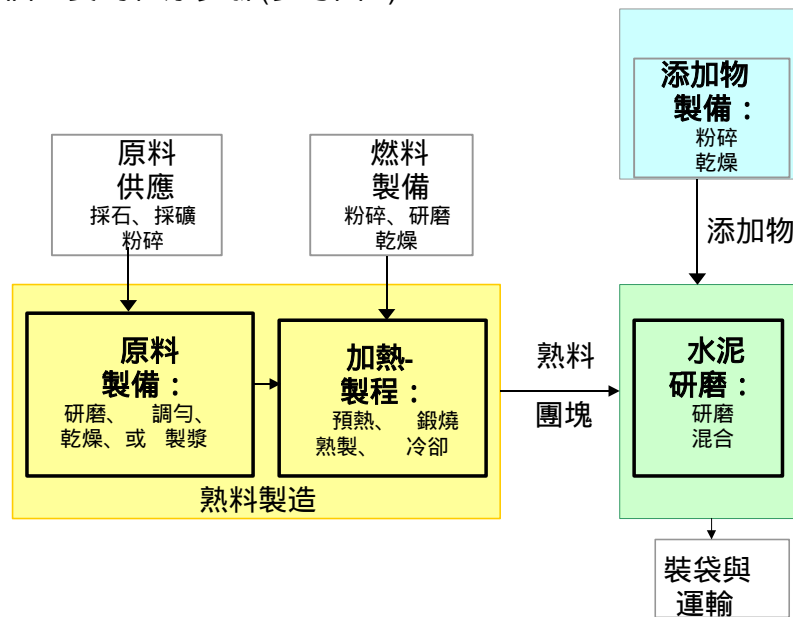 添加物
製備：
粉碎
乾燥
原料
供應
採石、採礦
粉碎
燃料
製備
粉碎、研磨
乾燥
添加物
原料
製備：
研磨、 調勻、
乾燥、或 製漿
加熱-
製程：
預熱、 鍛燒
熟製、 冷卻
熟料
團塊
水泥
研磨：
研磨
混合
熟料製造
裝袋與
運輸